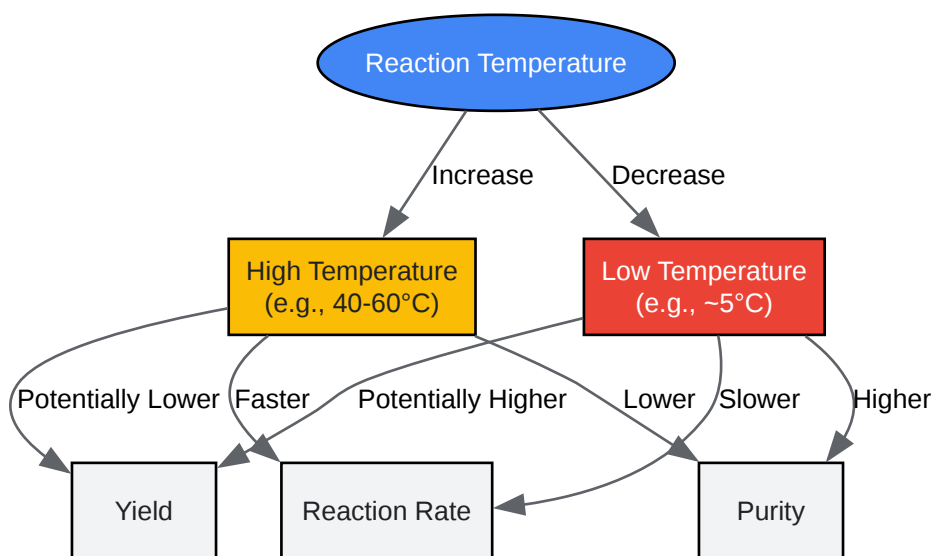 Reaction Temperature
Increase
Decrease
High Temperature
(e.g., 40-60°C)
Low Temperature
(e.g., ~5°C)
Potentially Lower
Faster
Potentially Higher
Lower
Slower
Higher
Yield
Reaction Rate
Purity